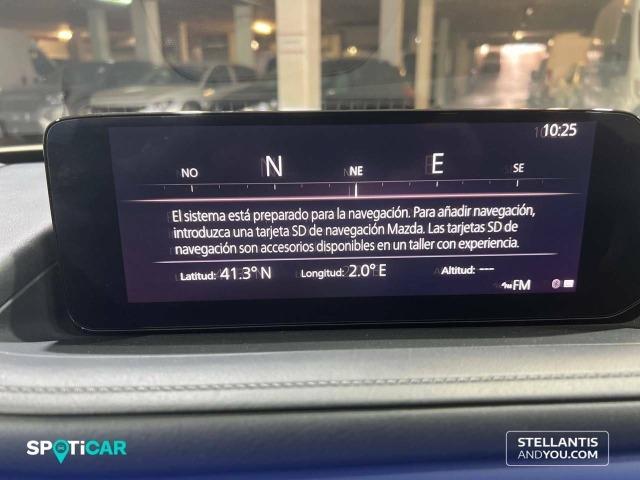 10:25
NO N NE E SE
El sistema está preparado para la navegación. Para añadir navegación,
introduzca una tarjeta SD de navegación Mazda. Las tarjetas SD de
navegación son accesorios disponibles en un taller con experiencia.
Latitud: 41.3° N Longitud: 2.0° E Altitud: ---
FM
SPOTiCAR
STELLANTIS
ANDYOU.COM